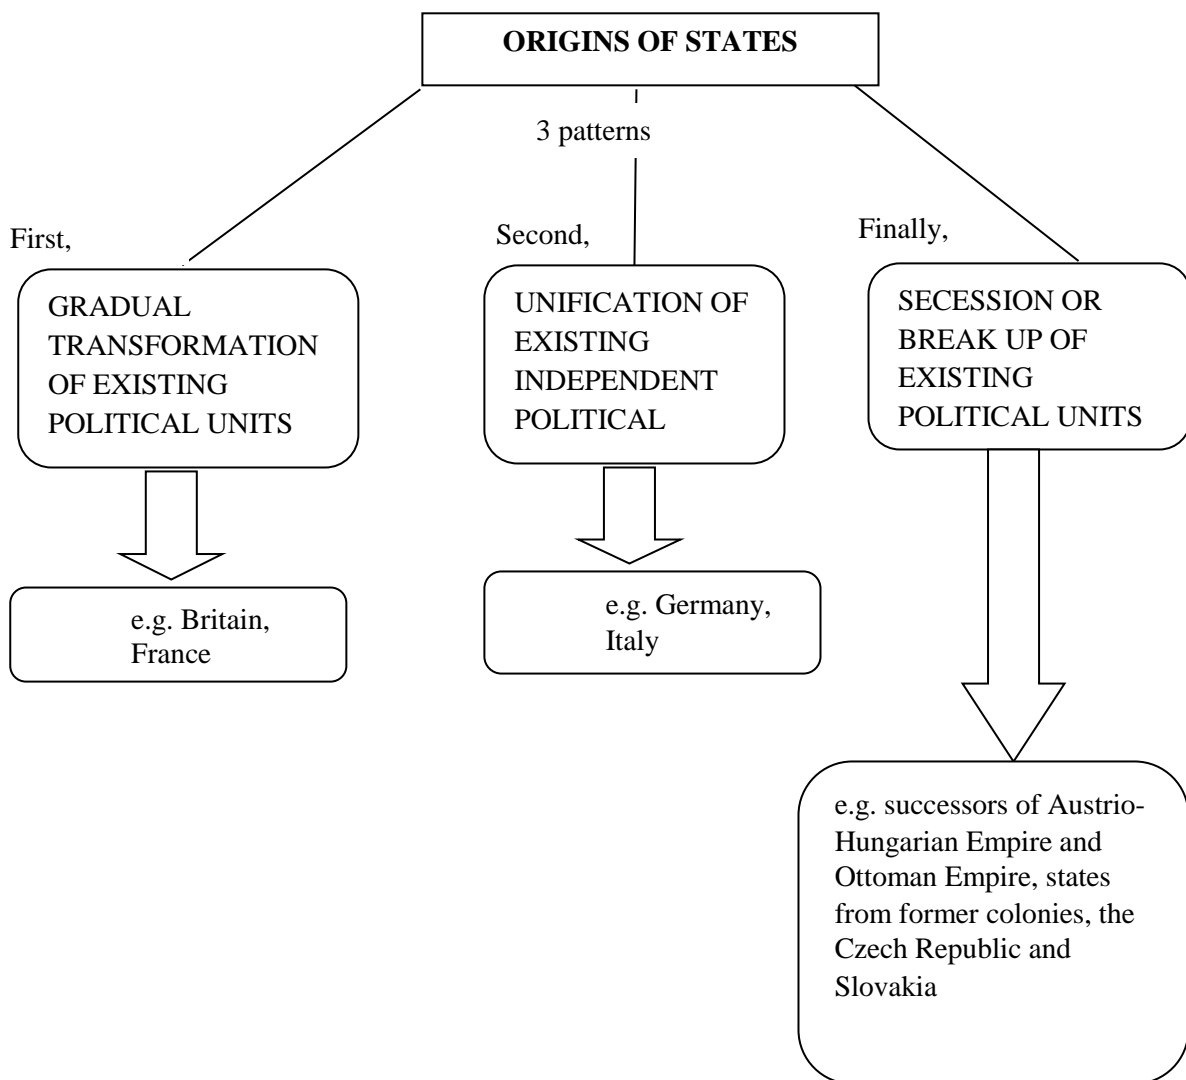 ORIGINS OF STATES
3 patterns
First,
GRADUAL
TRANSFORMATION
OF EXISTING
POLITICAL UNITS
e.g. Britain,
France
Second,
UNIFICATION OF
EXISTING
INDEPENDENT
POLITICAL
e.g. Germany,
Italy
Finally,
SECESSION OR
BREAK UP OF
EXISTING
POLITICAL UNITS
e.g. successors of Austrio-
Hungarian Empire and
Ottoman Empire, states
from former colonies, the
Czech Republic and
Slovakia